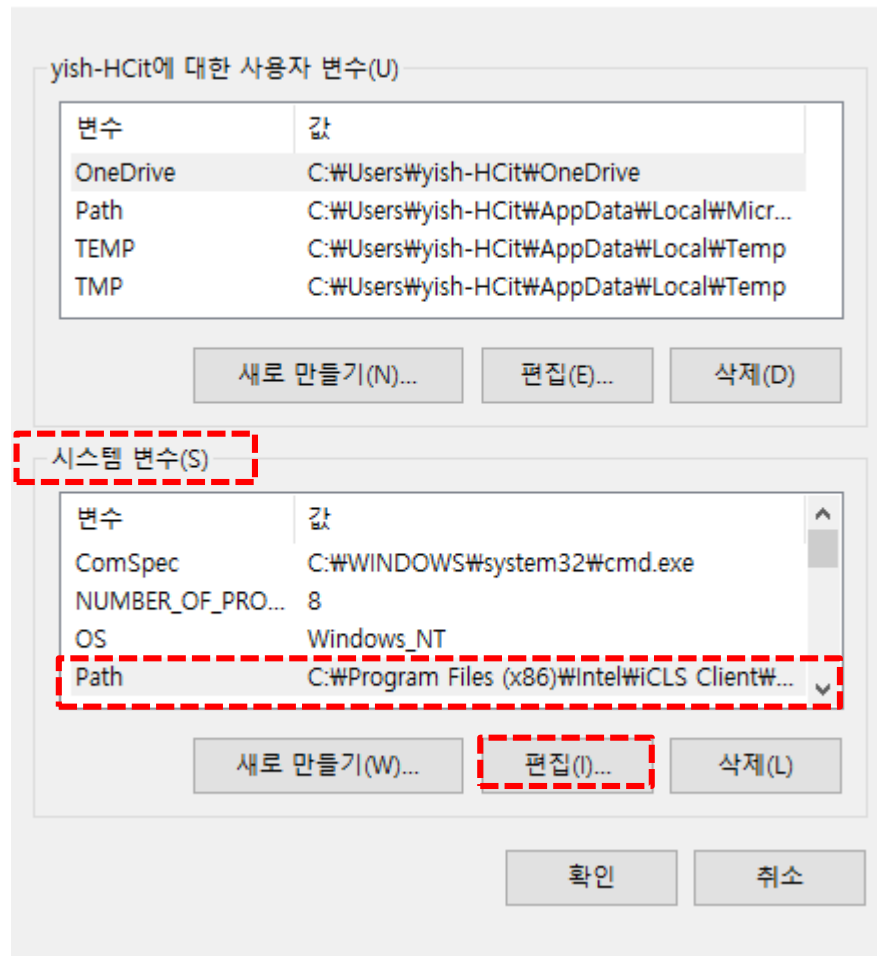 yish-HCit에 대한 사용자 변수(U)
변수 값
OneDrive C:₩Users₩yish-HCit₩OneDrive
Path C:₩Users₩yish-HCit₩AppData₩Local₩Micr...
TEMP C:₩Users₩yish-HCit₩AppData₩Local₩Temp
TMP C:₩Users₩yish-HCit₩AppData₩Local₩Temp
새로 만들기(N)... 편집(E)... 삭제(D)
시스템 변수(S)
변수 값
ComSpec C:₩WINDOWS₩system32₩cmd.exe
NUMBER_OF_PRO... 8
OS Windows_NT
Path C:₩Program Files (x86)₩Intel₩iCLS Client₩...
새로 만들기(W)... 편집(I)... 삭제(L)
확인 취소